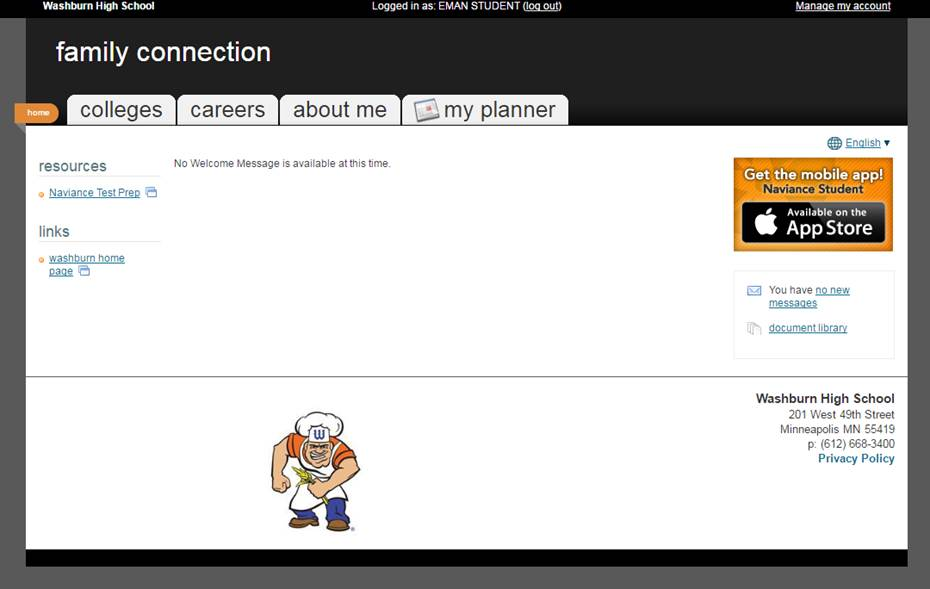 Washburn High School
Logged in as: EMAN STUDENT (log out)
Manage my account
family connection
home
colleges
careers
about me
my planner
English ▼
resources
Naviance Test Prep
links
washburn home
page
No Welcome Message is available at this time.
Get the mobile app!
Naviance Student
Available on the
App Store
You have no new
messages
document library
W
Washburn High School
201 West 49th Street
Minneapolis MN 55419
p: (612) 668-3400
Privacy Policy